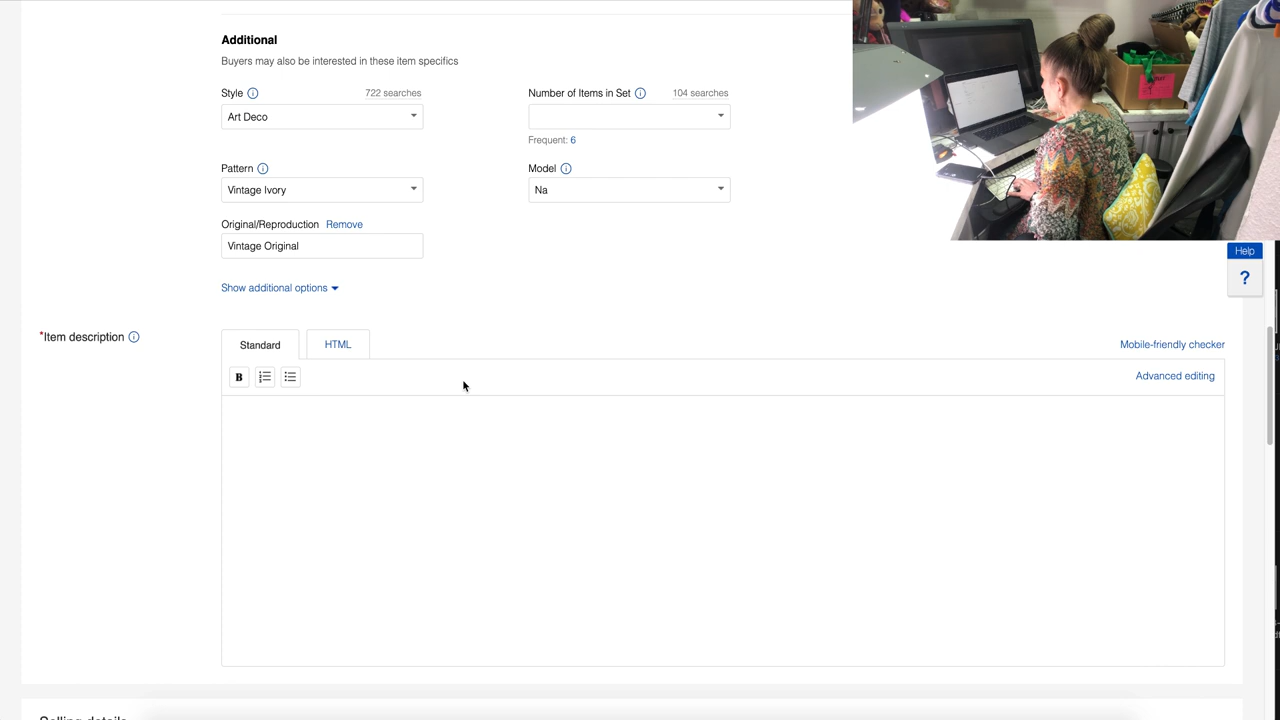 Additional
Buyers may also be interested in these item specifics
Style 722 searches
Number of Items in Set 104 searches
Art Deco
Frequent: 6
Pattern
Model
Vintage Ivory
Na
Original/Reproduction Remove
Vintage Original
Help
?
Show additional options
*Item description
Standard
HTML
Mobile-friendly checker
B
Advanced editing